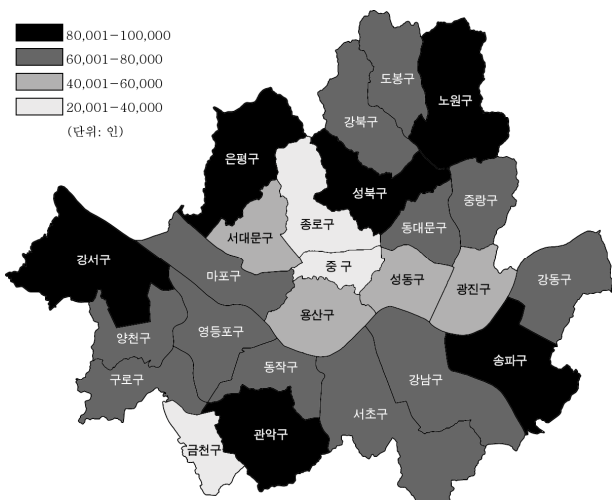 80,001-100,000
60,001-80,000
40,001-60,000
20,001-40,000
(단위: 인)
도봉구
노원구
강북구
은평구
성북구
중랑구
종로구
동대문구
서대문구
강서구
중 구
마포구
성동구
광진구
강동구
용산구
양천구
영등포구
송파구
동작구
구로구
강남구
서초구
관악구
금천구